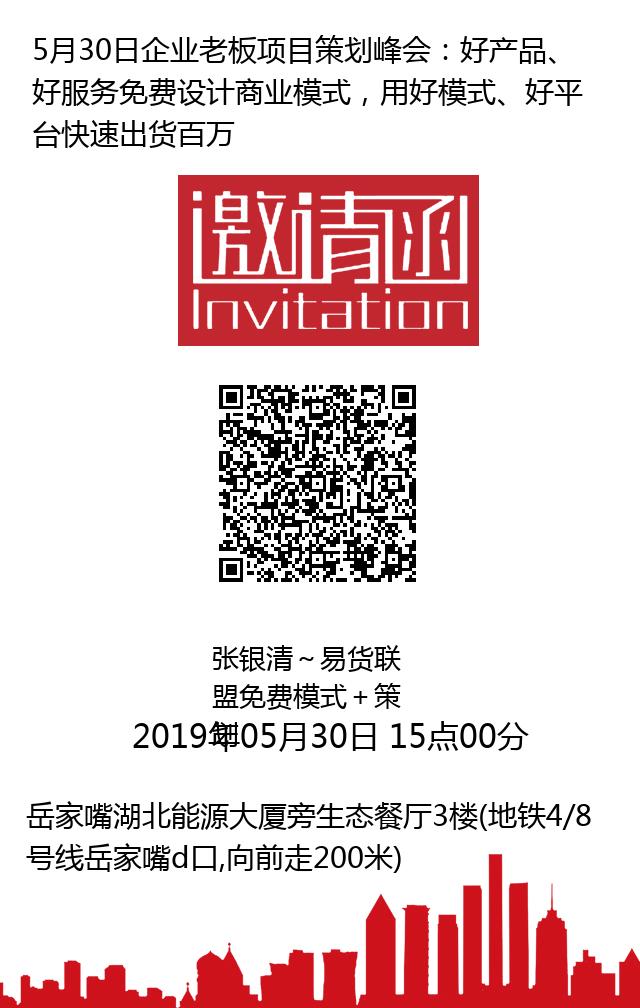 5月30日企业老板项目策划峰会：好产品、
好服务免费设计商业模式，用好模式、好平
台快速出货百万
邀请函
Invitation
张银清～易货联
盟免费模式＋策
2019年05月30日 15点00分
岳家嘴湖北能源大厦旁生态餐厅3楼(地铁4/8
号线岳家嘴d口,向前走200米)